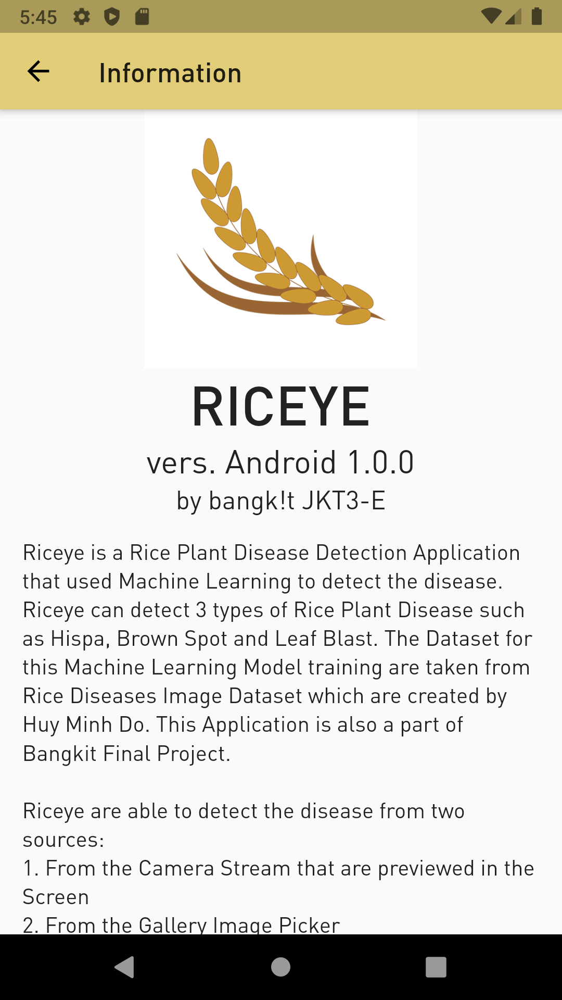 5:45
Information
RICEYE
vers. Android 1.0.0
by bangk!t JKT3-E
Riceye is a Rice Plant Disease Detection Application
that used Machine Learning to detect the disease.
Riceye can detect 3 types of Rice Plant Disease such
as Hispa, Brown Spot and Leaf Blast. The Dataset for
this Machine Learning Model training are taken from
Rice Diseases Image Dataset which are created by
Huy Minh Do. This Application is also a part of
Bangkit Final Project.
Riceye are able to detect the disease from two
sources:
1. From the Camera Stream that are previewed in the
Screen
2. From the Gallery Image Picker